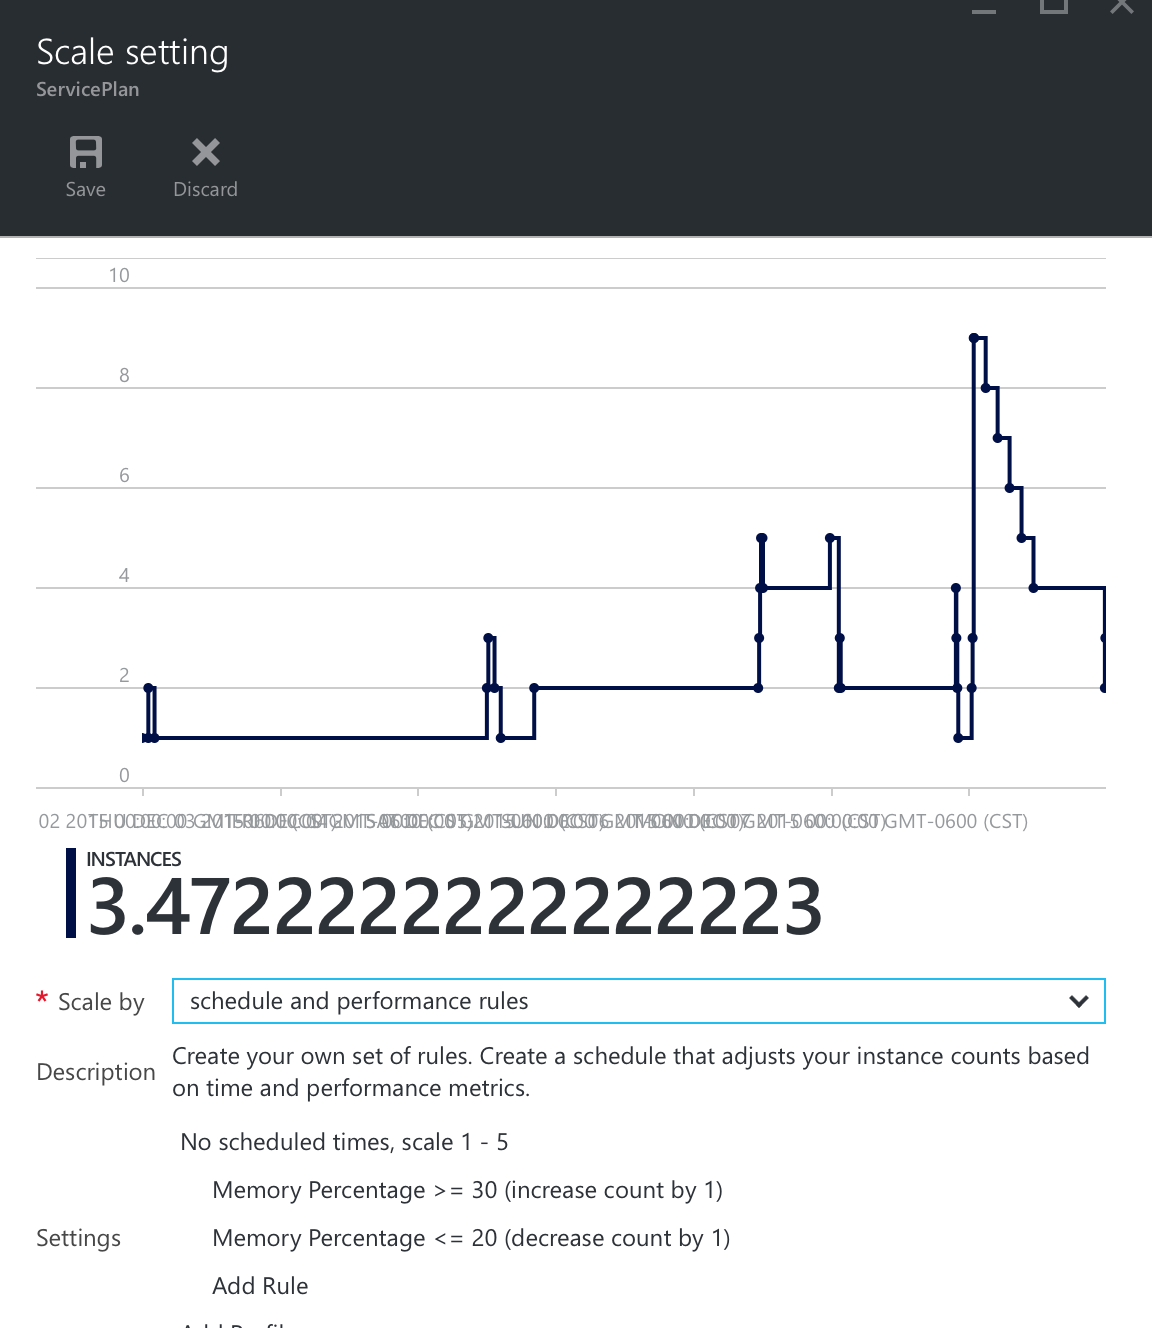 Scale setting
ServicePlan
Save Discard
10
8
6
4
2
0
02 2015 GMT-0600 (CST)
INSTANCES
3.4722222222222223
* Scale by schedule and performance rules
Description Create your own set of rules. Create a schedule that adjusts your instance counts based
on time and performance metrics.
No scheduled times, scale 1 - 5
Memory Percentage >= 30 (increase count by 1)
Settings Memory Percentage <= 20 (decrease count by 1)
Add Rule